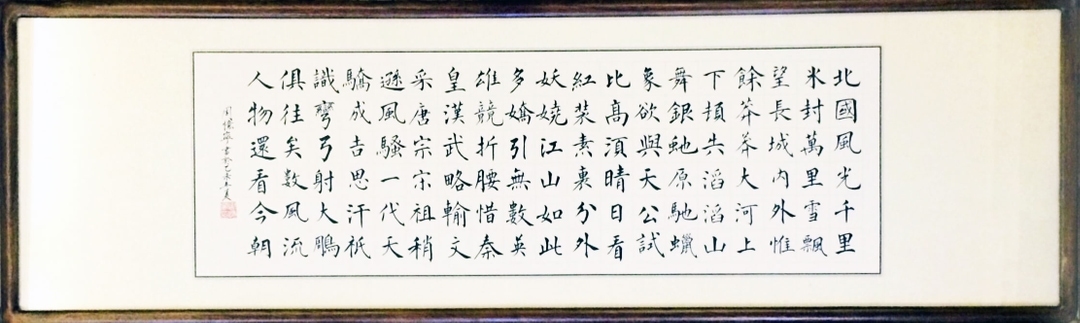 北國風光千里
氷封萬里雪飄
望長城内外惟
餘莽莽大河上
下頓失滔滔山
舞銀虵原馳蠟
象欲與天公試
比高須晴日看
紅裝素裹分外
妖嬈江山如此
多嬌引無數英
雄競折腰惜秦
皇漢武略輸文
采唐宗宋祖稍
遜風騷一代天
驕成吉思汗祇
識彎弓射大鵰
俱往矣數風流
人物還看今朝